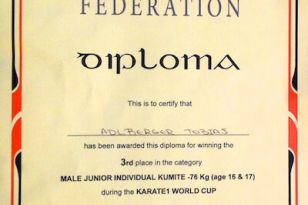 FEDERATION
Diploma
This is to certify that
ADLBERGER TOBIAS
has been awarded this diploma for winning the
3rd place in the category
MALE JUNIOR INDIVIDUAL KUMITE -76 Kg (age 16 & 17)
during the KARATE1 WORLD CUP